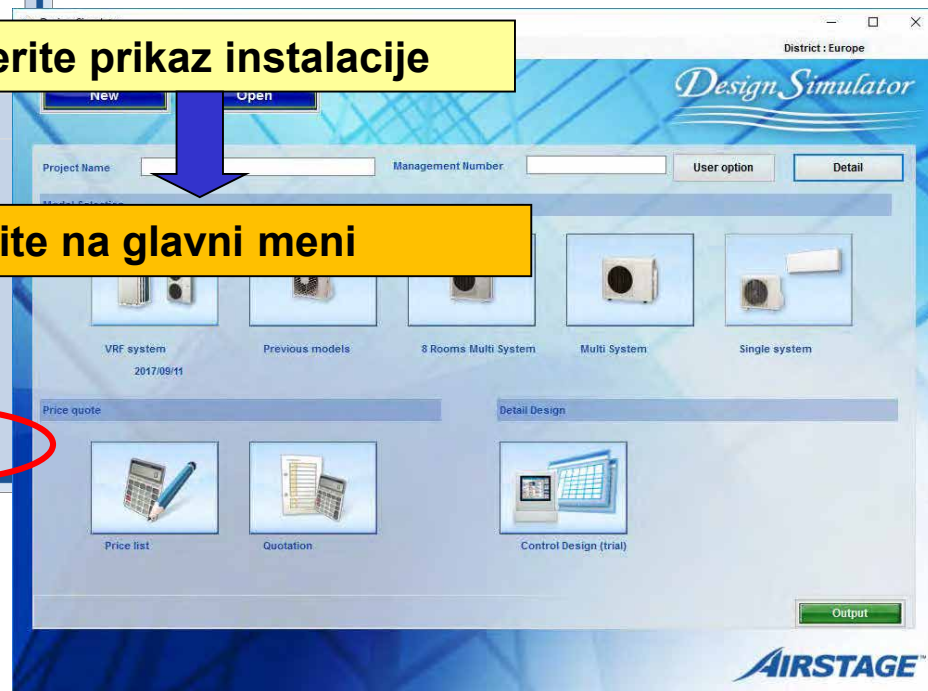 District : Europe
erite prikaz instalacije
New
Open
Design Simulator
Project Name
Management Number
User option
Detail
ite na glavni meni
VRF system
Previous models
8 Rooms Multi System
Multi System
Single system
2017/09/11
Price quote
Detail Design
Price list
Quotation
Control Design (trial)
Output
AIRSTAGE™